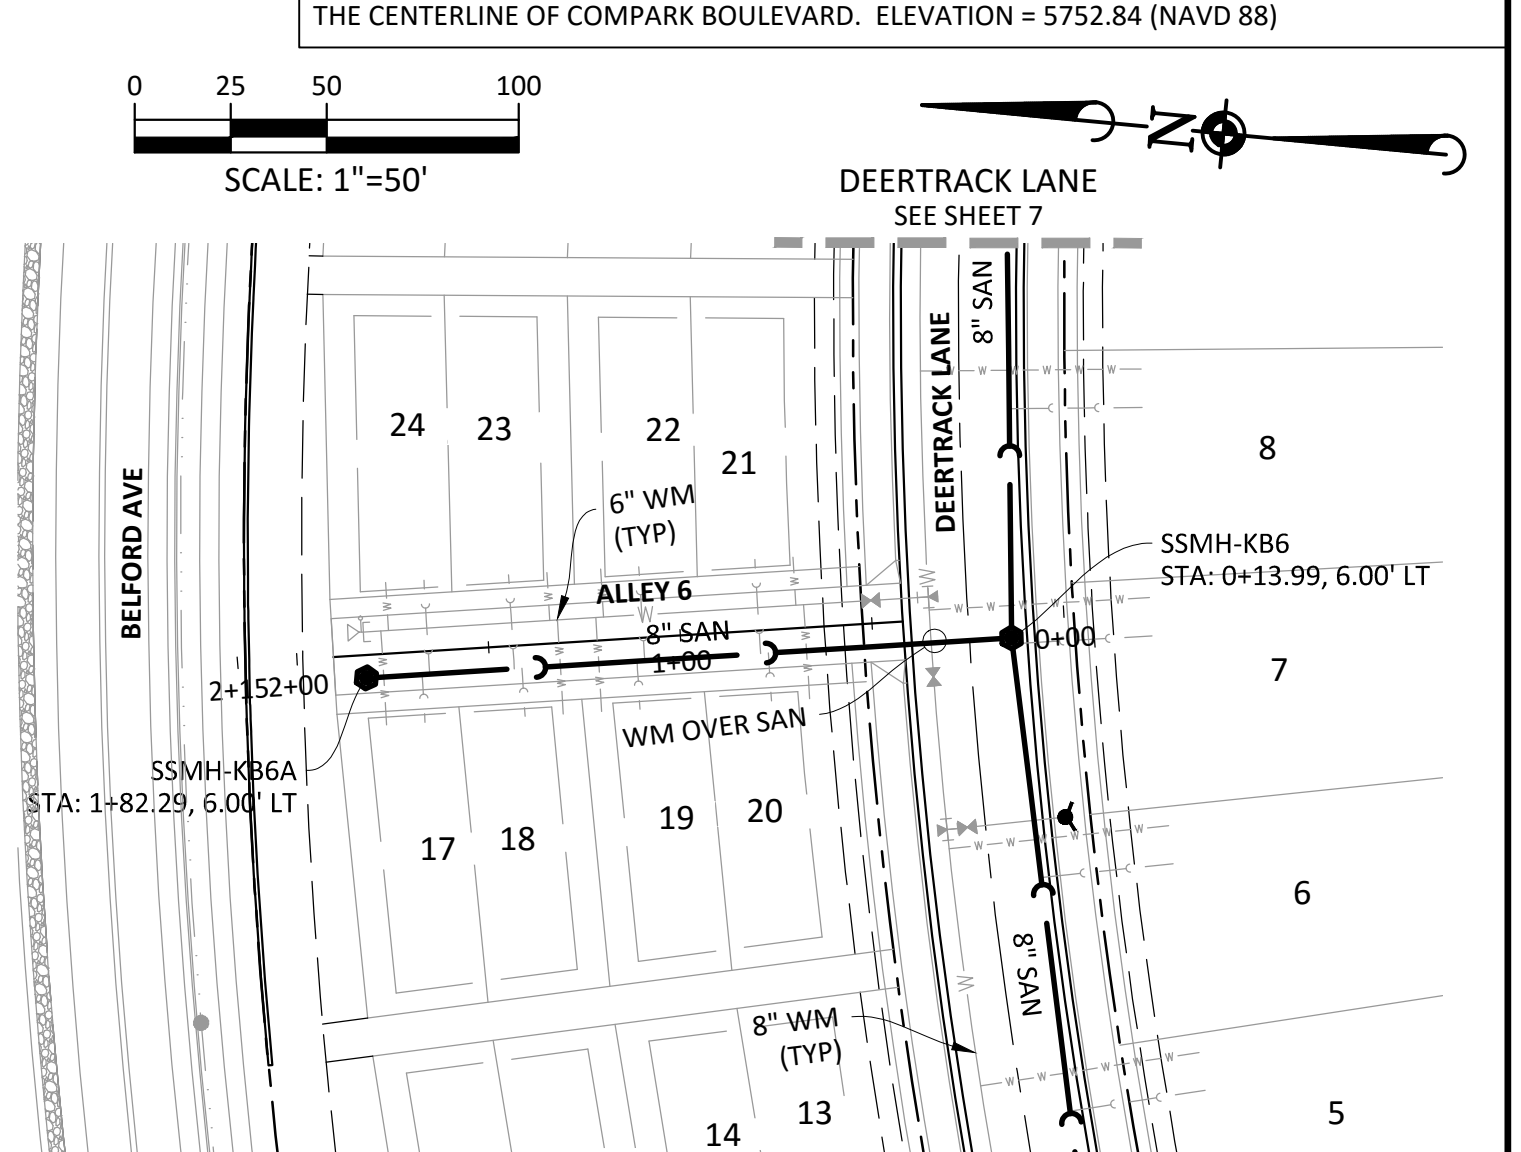 THE CENTERLINE OF COMPARK BOULEVARD.  ELEVATION = 5752.84 (NAVD 88)
0 25 50 100
SCALE: 1"=50'
N
DEERTRACK LANE
SEE SHEET 7
8" SAN
DEERTRACK LANE
BELFORD AVE
24
23
22
21
8
6" WM
(TYP)
ALLEY 6
W
8" SAN
1+00
SSMH-KB6
STA: 0+13.99, 6.00' LT
0+00
7
2+152+00
WM OVER SAN
SSMH-KB6A
STA: 1+82.29, 6.00' LT
17
18
19
20
6
8" SAN
8" WM
(TYP)
13
14
5
W W W W W
W W W W W
W W W W W
W W W W W
W
W